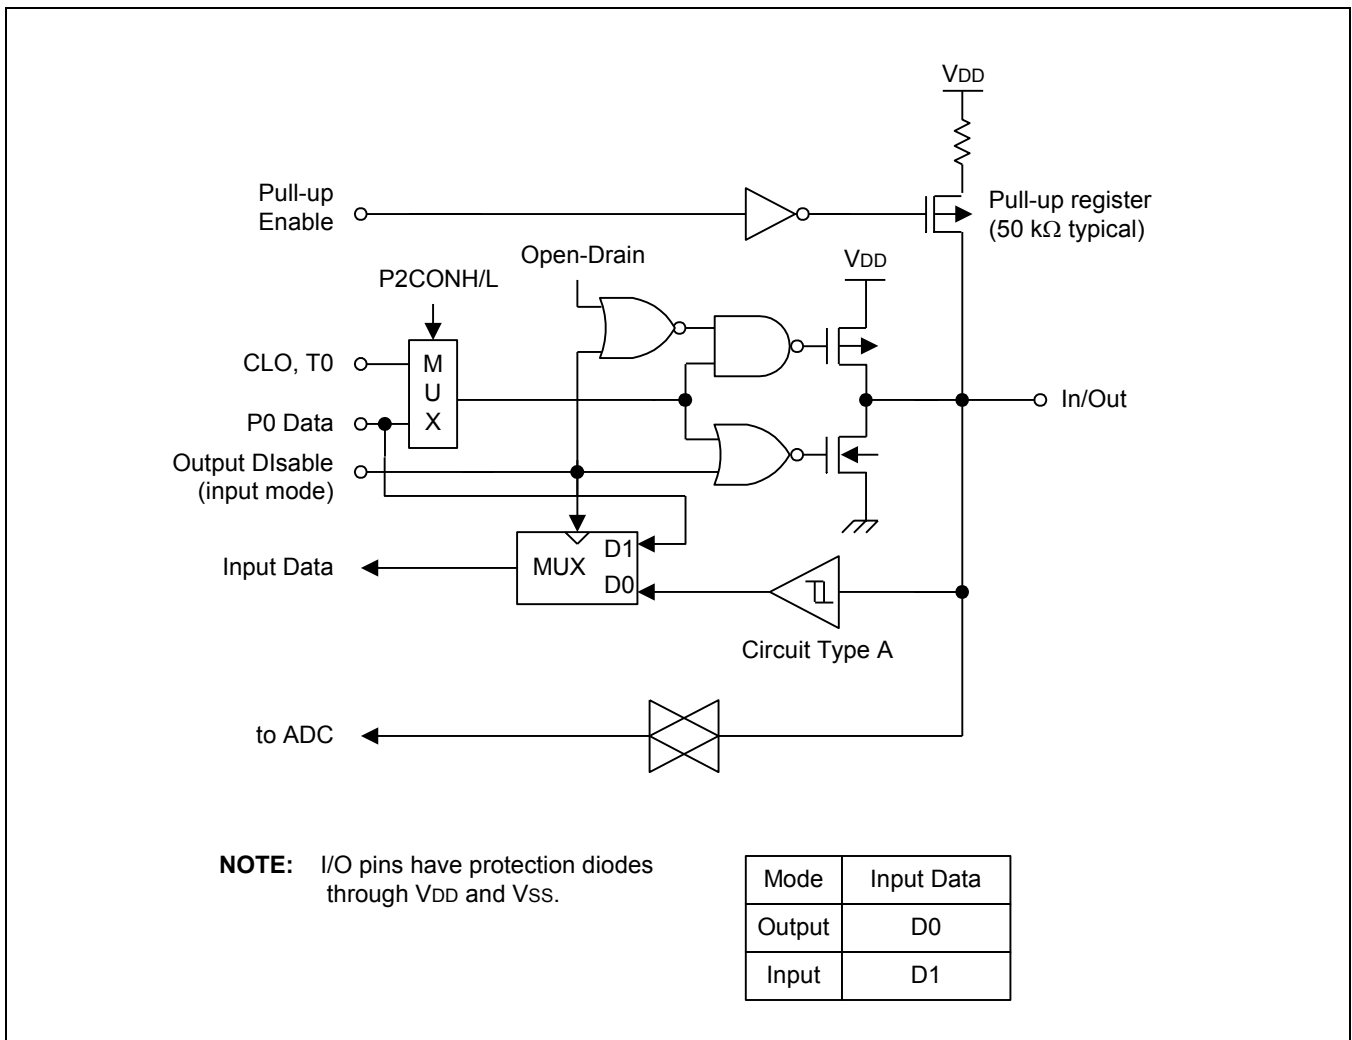 VDD
Pull-up
Enable
Pull-up register
(50 kΩ typical)
Open-Drain
VDD
P2CONH/L
CLO, T0
M
U
X
P0 Data
In/Out
Output DIsable
(input mode)
Input Data
MUX
D1
D0
Circuit Type A
to ADC
NOTE: I/O pins have protection diodes
through VDD and VSS.
Mode Input Data
Output D0
Input D1